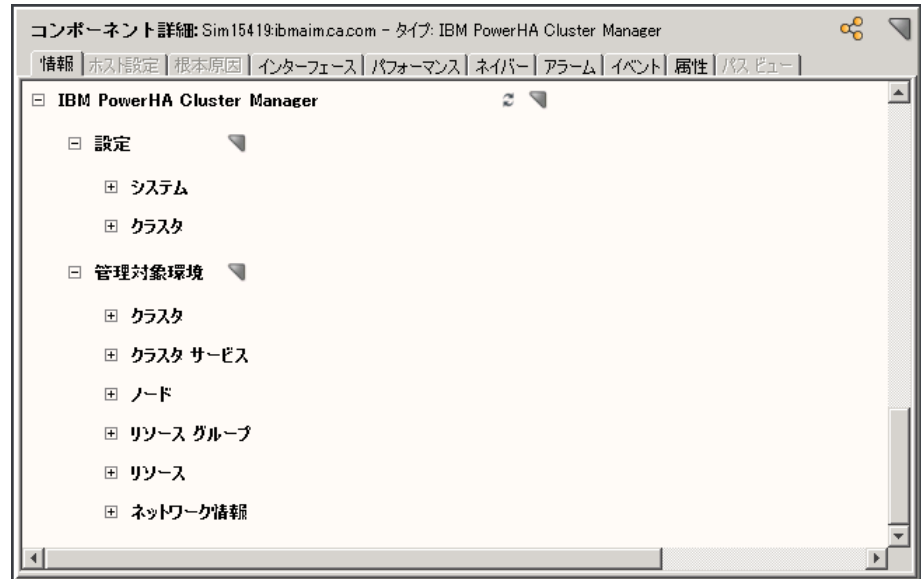 コンポーネント詳細: Sim15419:ibmaim.ca.com - タイプ: IBM PowerHA Cluster Manager
情報 ホスト設定 根本原因 インターフェース パフォーマンス ネイバー アラーム イベント 属性 パス ビュー
IBM PowerHA Cluster Manager
設定
システム
クラスタ
管理対象環境
クラスタ
クラスタ サービス
ノード
リソース グループ
リソース
ネットワーク情報